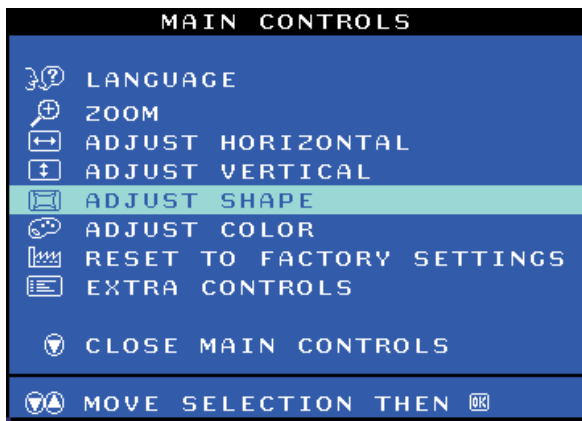 MAIN CONTROLS
LANGUAGE
ZOOM
ADJUST HORIZONTAL
ADJUST VERTICAL
ADJUST SHAPE
ADJUST COLOR
RESET TO FACTORY SETTINGS
EXTRA CONTROLS
CLOSE MAIN CONTROLS
MOVE SELECTION THEN OK